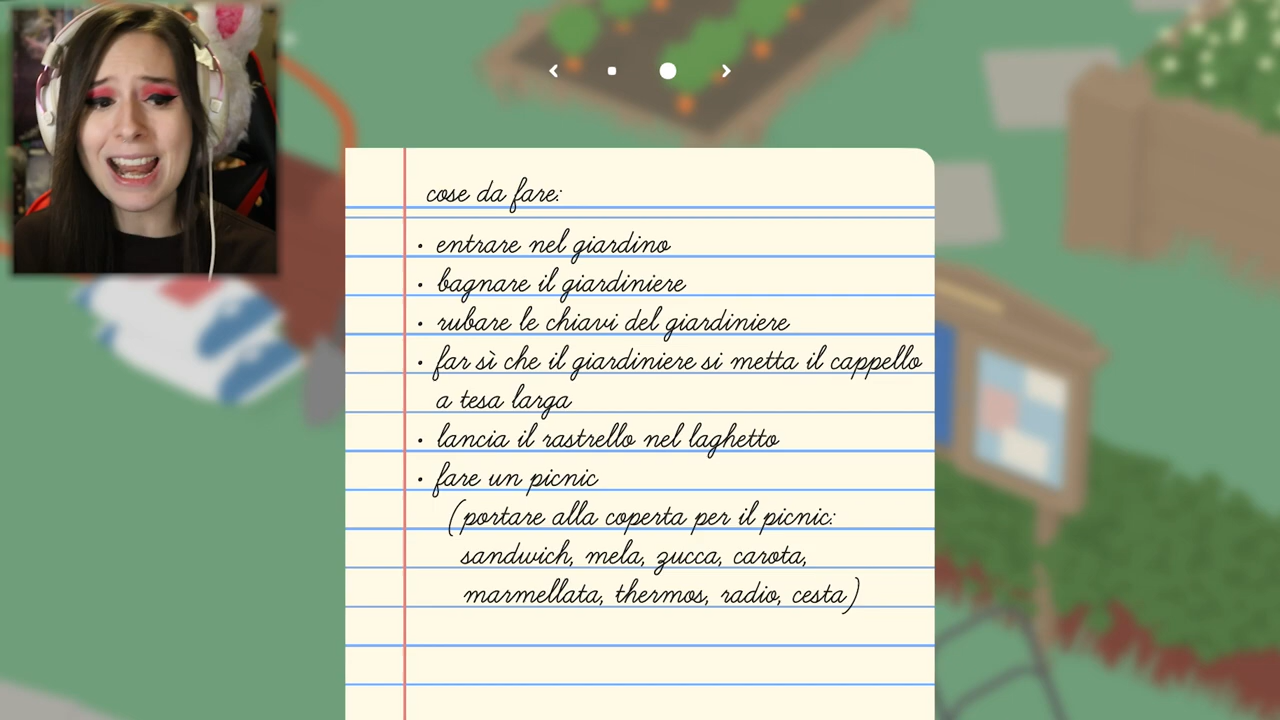 cose da fare:
• entrare nel giardino
• bagnare il giardiniere
• rubare le chiavi del giardiniere
• far sì che il giardiniere si metta il cappello
a tesa larga
• lancia il rastrello nel laghetto
• fare un picnic
(portare alla coperta per il picnic:
sandwich, mela, zucca, carota,
marmellata, thermos, radio, cesta)